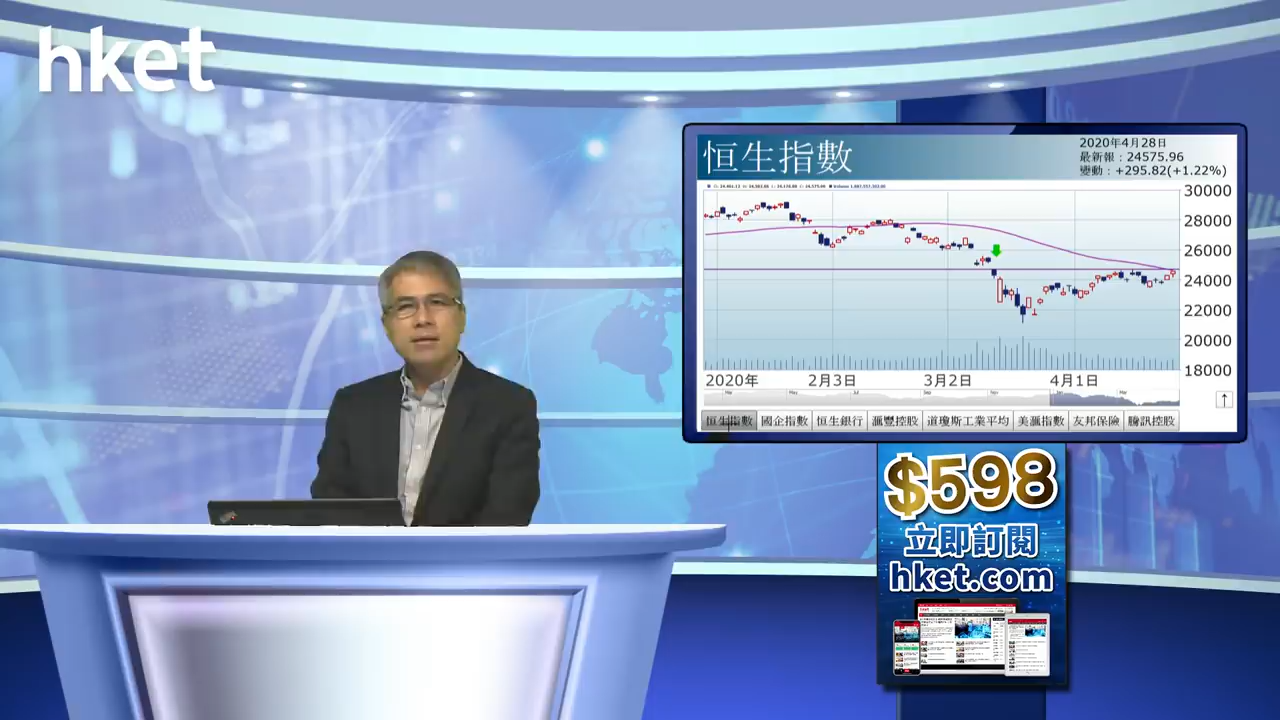 hket
恒生指數
2020年4月28日
最新報：24575.96
變動：+295.82(+1.22%)
30000
28000
26000
24000
22000
20000
18000
2020年 2月3日 3月2日 4月1日
恒生指數 國企指數 恒生銀行 滙豐控股 道瓊斯工業平均 美滙指數 友邦保險 騰訊控股
$598
立即訂閱
hket.com